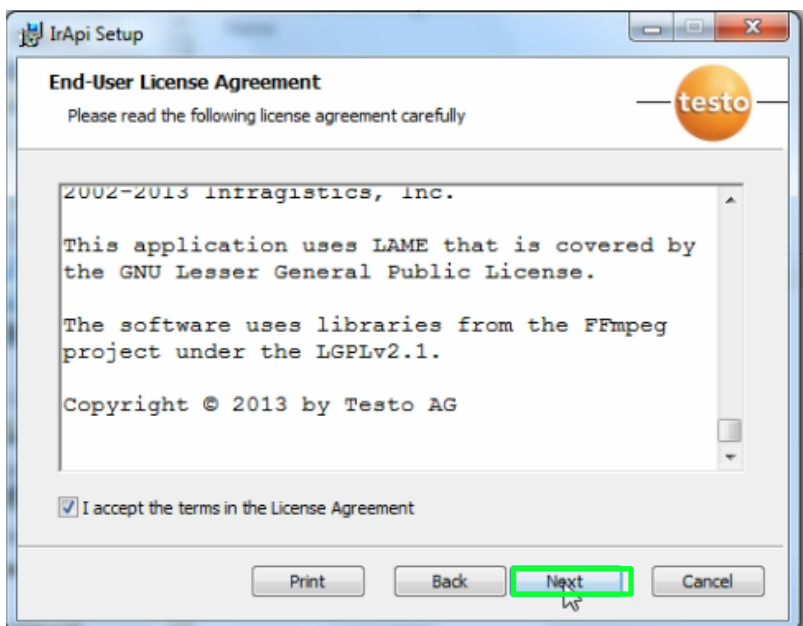 IrApi Setup
End-User License Agreement
Please read the following license agreement carefully
testo
2002-2013 Infragistics, Inc.
This application uses LAME that is covered by
the GNU Lesser General Public License.
The software uses libraries from the FFmpeg
project under the LGPLv2.1.
Copyright © 2013 by Testo AG
I accept the terms in the License Agreement
Print Back Next Cancel